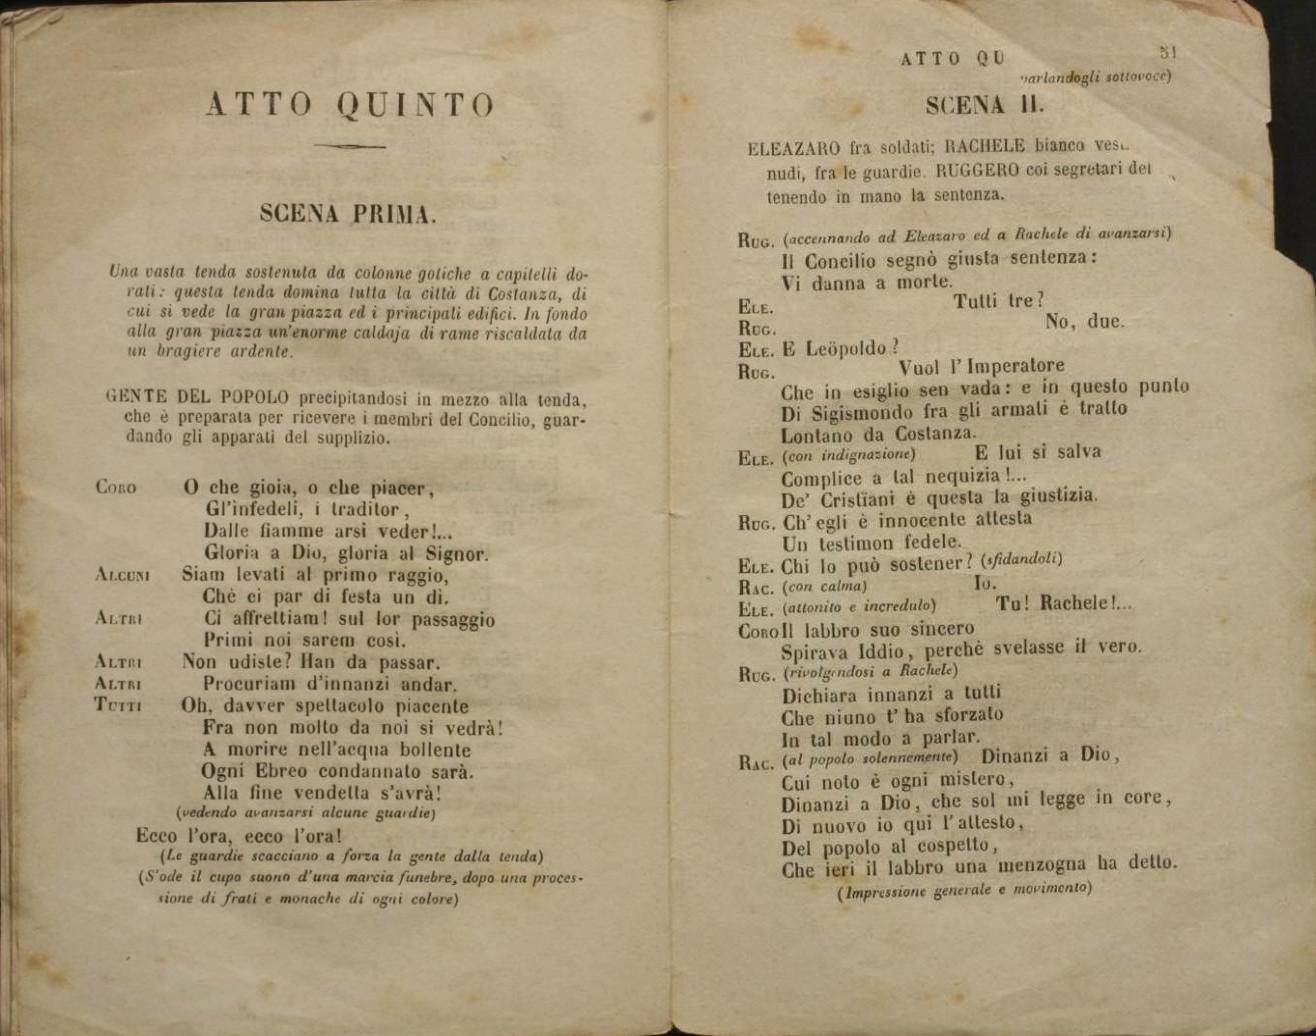 ATTO QUINTO
SCENA PRIMA.
Una vasta tenda sostenuta da colonne gotiche a capitelli do-
rati: questa tenda domina tutta la città di Costanza, di
cui si vede la gran piazza ed i principali edifici. In fondo
alla gran piazza un'enorme caldaja di rame riscaldata da
un bragiere ardente.
GENTE DEL POPOLO precipitandosi in mezzo alla tenda,
che è preparata per ricevere i membri del Concilio, guar-
dando gli apparati del supplizio.
CORO O che gioia, o che piacer,
Gl'infedeli, i traditor,
Dalle fiamme arsi veder!...
Gloria a Dio, gloria al Signor.
ALCUNI Siam levati al primo raggio,
Chè ci par di festa un dì.
ALTRI Ci affrettiam! sul lor passaggio
Primi noi sarem così.
ALTRI Non udiste? Han da passar.
ALTRI Procuriam d'innanzi andar.
TUTTI Oh, davver spettacolo piacente
Fra non molto da noi si vedrà!
A morire nell'acqua bollente
Ogni Ebreo condannato sarà.
Alla fine vendetta s'avrà!
(vedendo avanzarsi alcune guardie)
Ecco l'ora, ecco l'ora!
(Le guardie scacciano a forza la gente dalla tenda)
(S'ode il cupo suono d'una marcia funebre, dopo una proces-
sione di frati e monache di ogni colore)
ATTO QU 31
parlandogli sottovoce)
SCENA II.
ELEAZARO fra soldati; RACHELE bianco
nudi, fra le guardie. RUGGERO coi segretari del
tenendo in mano la sentenza.
RUG. (accennando ad Eleazaro ed a Rachele di avanzarsi)
Il Concilio segnò giusta sentenza:
Vi danna a morte.
ELE. Tutti tre?
RUG. No, due.
ELE. E Leöpoldo?
RUG. Vuol l'Imperatore
Che in esiglio sen vada: e in questo punto
Di Sigismondo fra gli armati è tratto
Lontano da Costanza.
ELE. (con indignazione) E lui si salva
Complice a tal nequizia!...
De' Cristïani è questa la giustizia.
RUG. Ch'egli è innocente attesta
Un testimon fedele.
ELE. Chi lo può sostener? (sfidandoli)
RAC. (con calma) Io.
ELE. (attonito e incredulo) Tu! Rachele!...
CORO Il labbro suo sincero
Spirava Iddio, perchè svelasse il vero.
RUG. (rivolgendosi a Rachele)
Dichiara innanzi a tutti
Che niuno t'ha sforzato
In tal modo a parlar.
RAC. (al popolo solennemente) Dinanzi a Dio,
Cui noto è ogni mistero,
Dinanzi a Dio, che sol mi legge in core,
Di nuovo io qui l'attesto,
Del popolo al cospetto,
Che ieri il labbro una menzogna ha detto.
(Impressione generale e movimento)